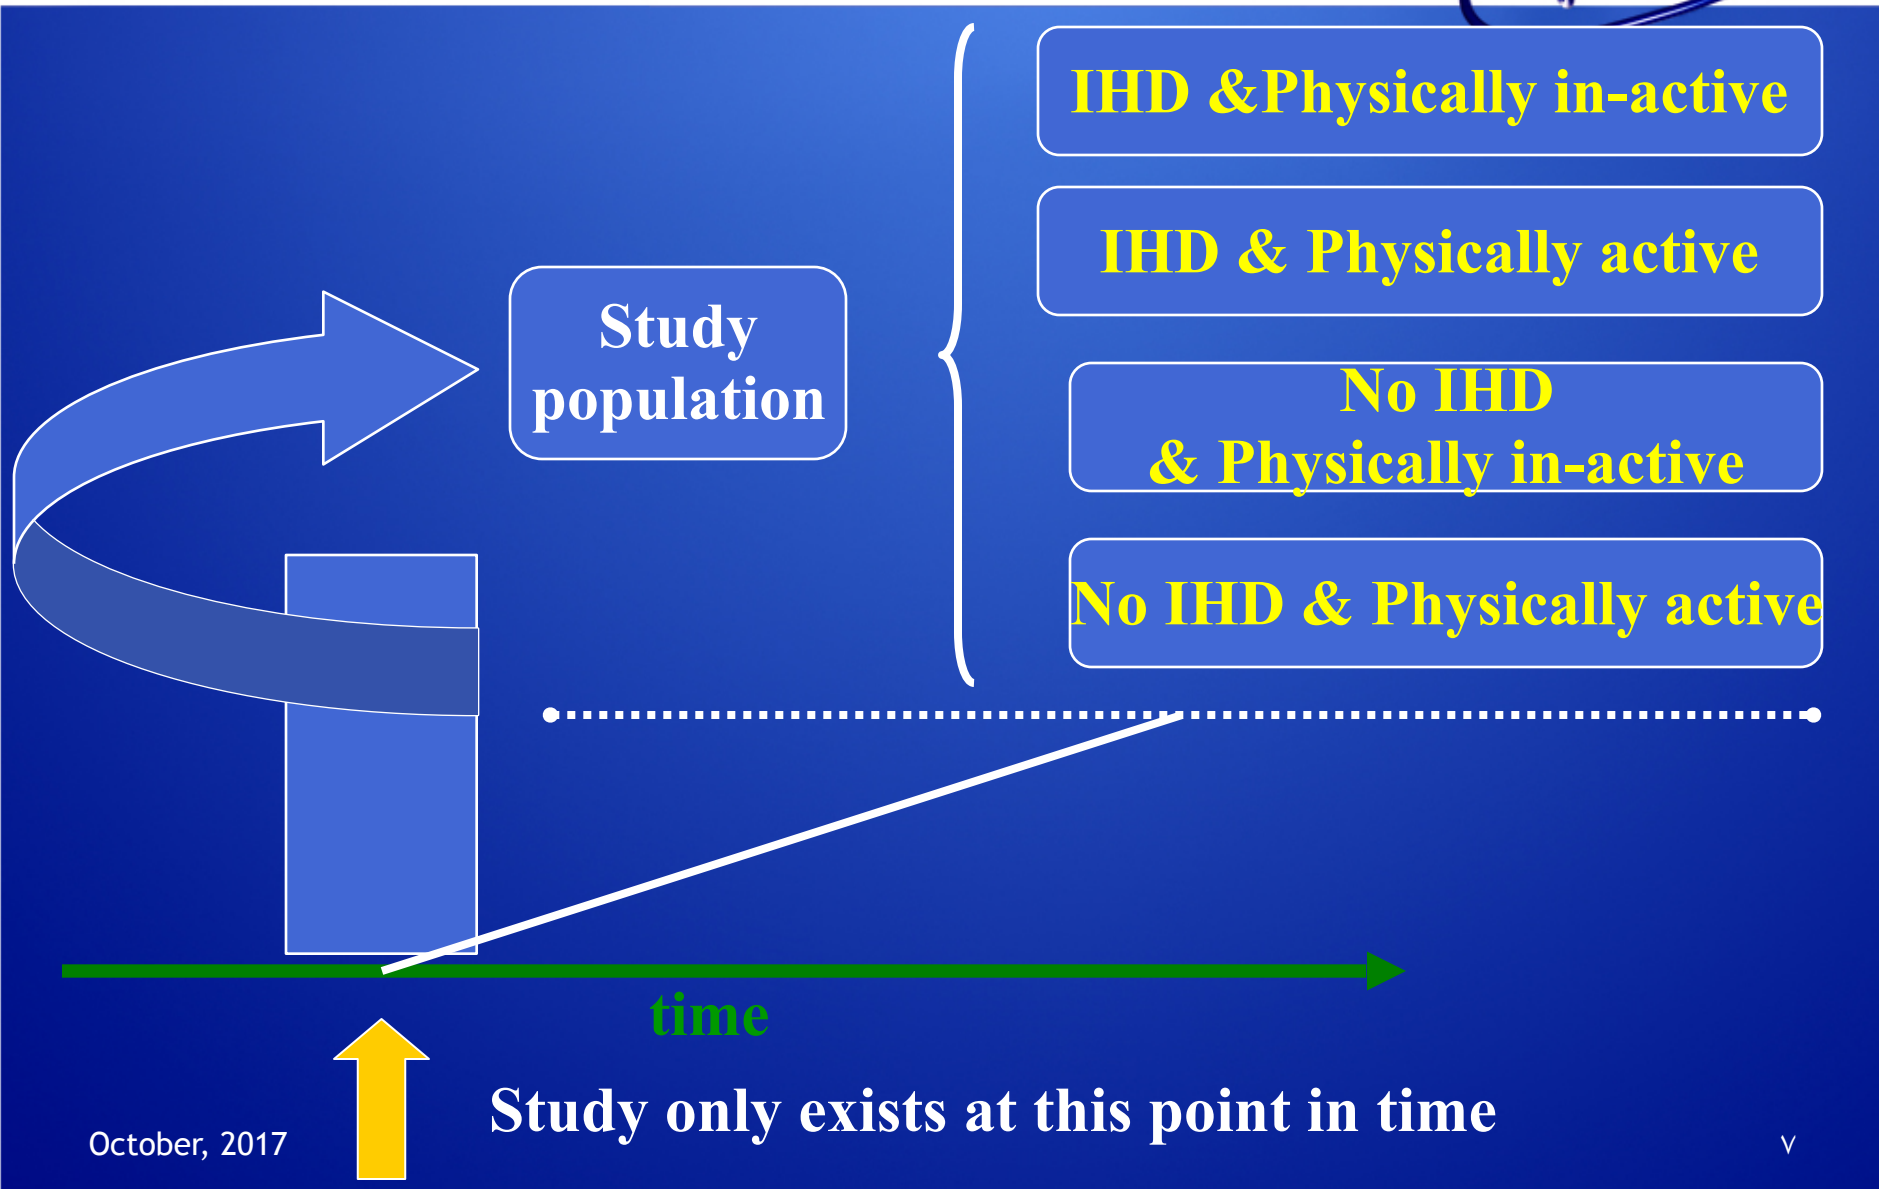 IHD &Physically in-active
IHD & Physically active
Study
population
No IHD
& Physically in-active
No IHD & Physically active
time
Study only exists at this point in time
October, 2017
٧